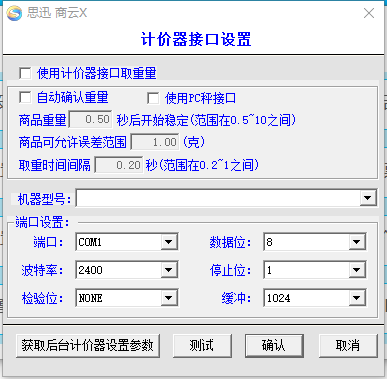 思迅 商云X
计价器接口设置
使用计价器接口取重量
自动确认重量 使用PC秤接口
商品重量 0.50 秒后开始稳定(范围在0.5~10之间)
商品可允许误差范围 1.00 (克)
取重时间间隔 0.20 秒(范围在0.2~1之间)
机器型号:
端口设置:
端口: COM1 数据位: 8
波特率: 2400 停止位: 1
检验位: NONE 缓冲: 1024
获取后台计价器设置参数 测试 确认 取消